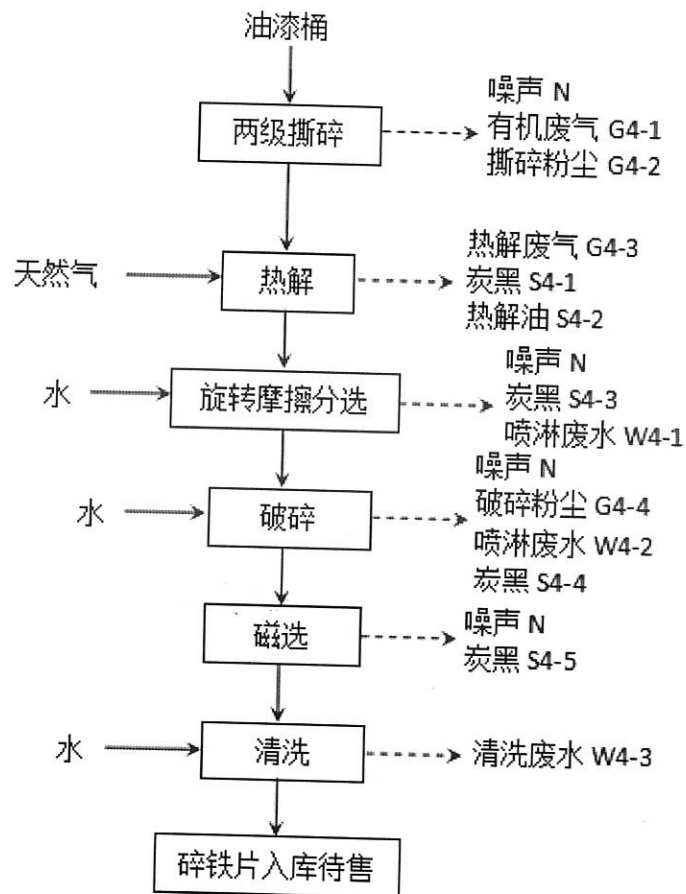 油漆桶
两级撕碎
噪声 N
有机废气 G4-1
撕碎粉尘 G4-2
天然气
热解
热解废气 G4-3
炭黑 S4-1
热解油 S4-2
水
旋转摩擦分选
噪声 N
炭黑 S4-3
喷淋废水 W4-1
水
破碎
噪声 N
破碎粉尘 G4-4
喷淋废水 W4-2
炭黑 S4-4
磁选
噪声 N
炭黑 S4-5
水
清洗
清洗废水 W4-3
碎铁片入库待售